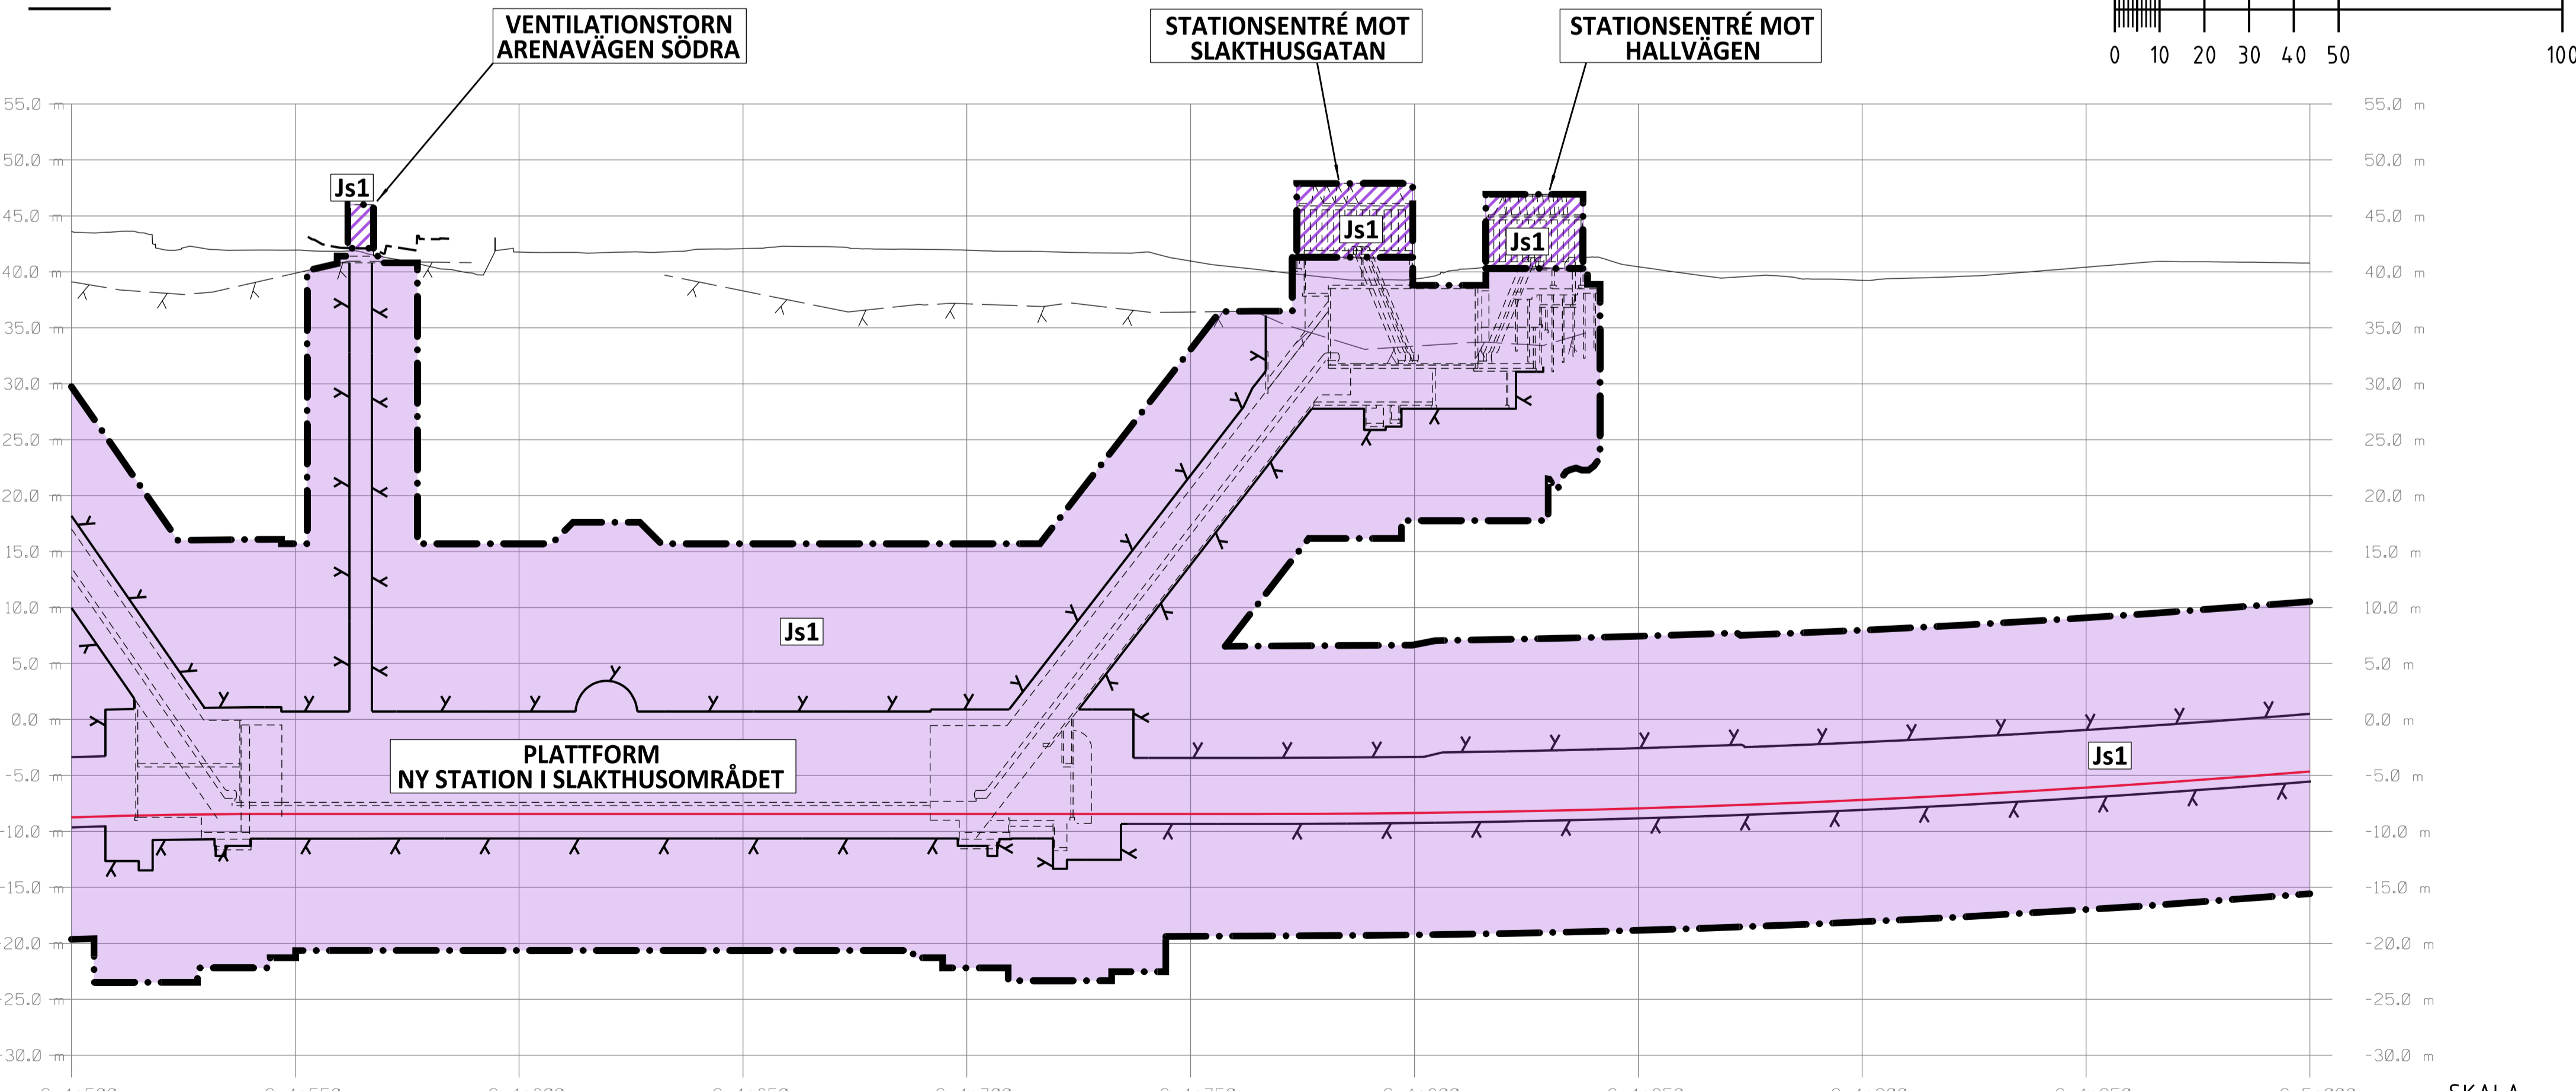 VENTILATIONSTORN
ARENAVÄGEN SÖDRA
STATIONSENTRÉ MOT
SLAKTHUSGATAN
STATIONSENTRÉ MOT
HALLVÄGEN
0 10 20 30 40 50 100
55.0 m 55.0 m
50.0 m 50.0 m
Js1
45.0 m 45.0 m
Js1
Js1
40.0 m 40.0 m
35.0 m 35.0 m
30.0 m 30.0 m
25.0 m 25.0 m
20.0 m 20.0 m
15.0 m 15.0 m
10.0 m 10.0 m
Js1
5.0 m 5.0 m
0.0 m 0.0 m
PLATTFORM
NY STATION I SLAKTHUSOMRÅDET
Js1
-5.0 m -5.0 m
-10.0 m -10.0 m
-15.0 m -15.0 m
-20.0 m -20.0 m
-25.0 m -25.0 m
-30.0 m -30.0 m
SKALA